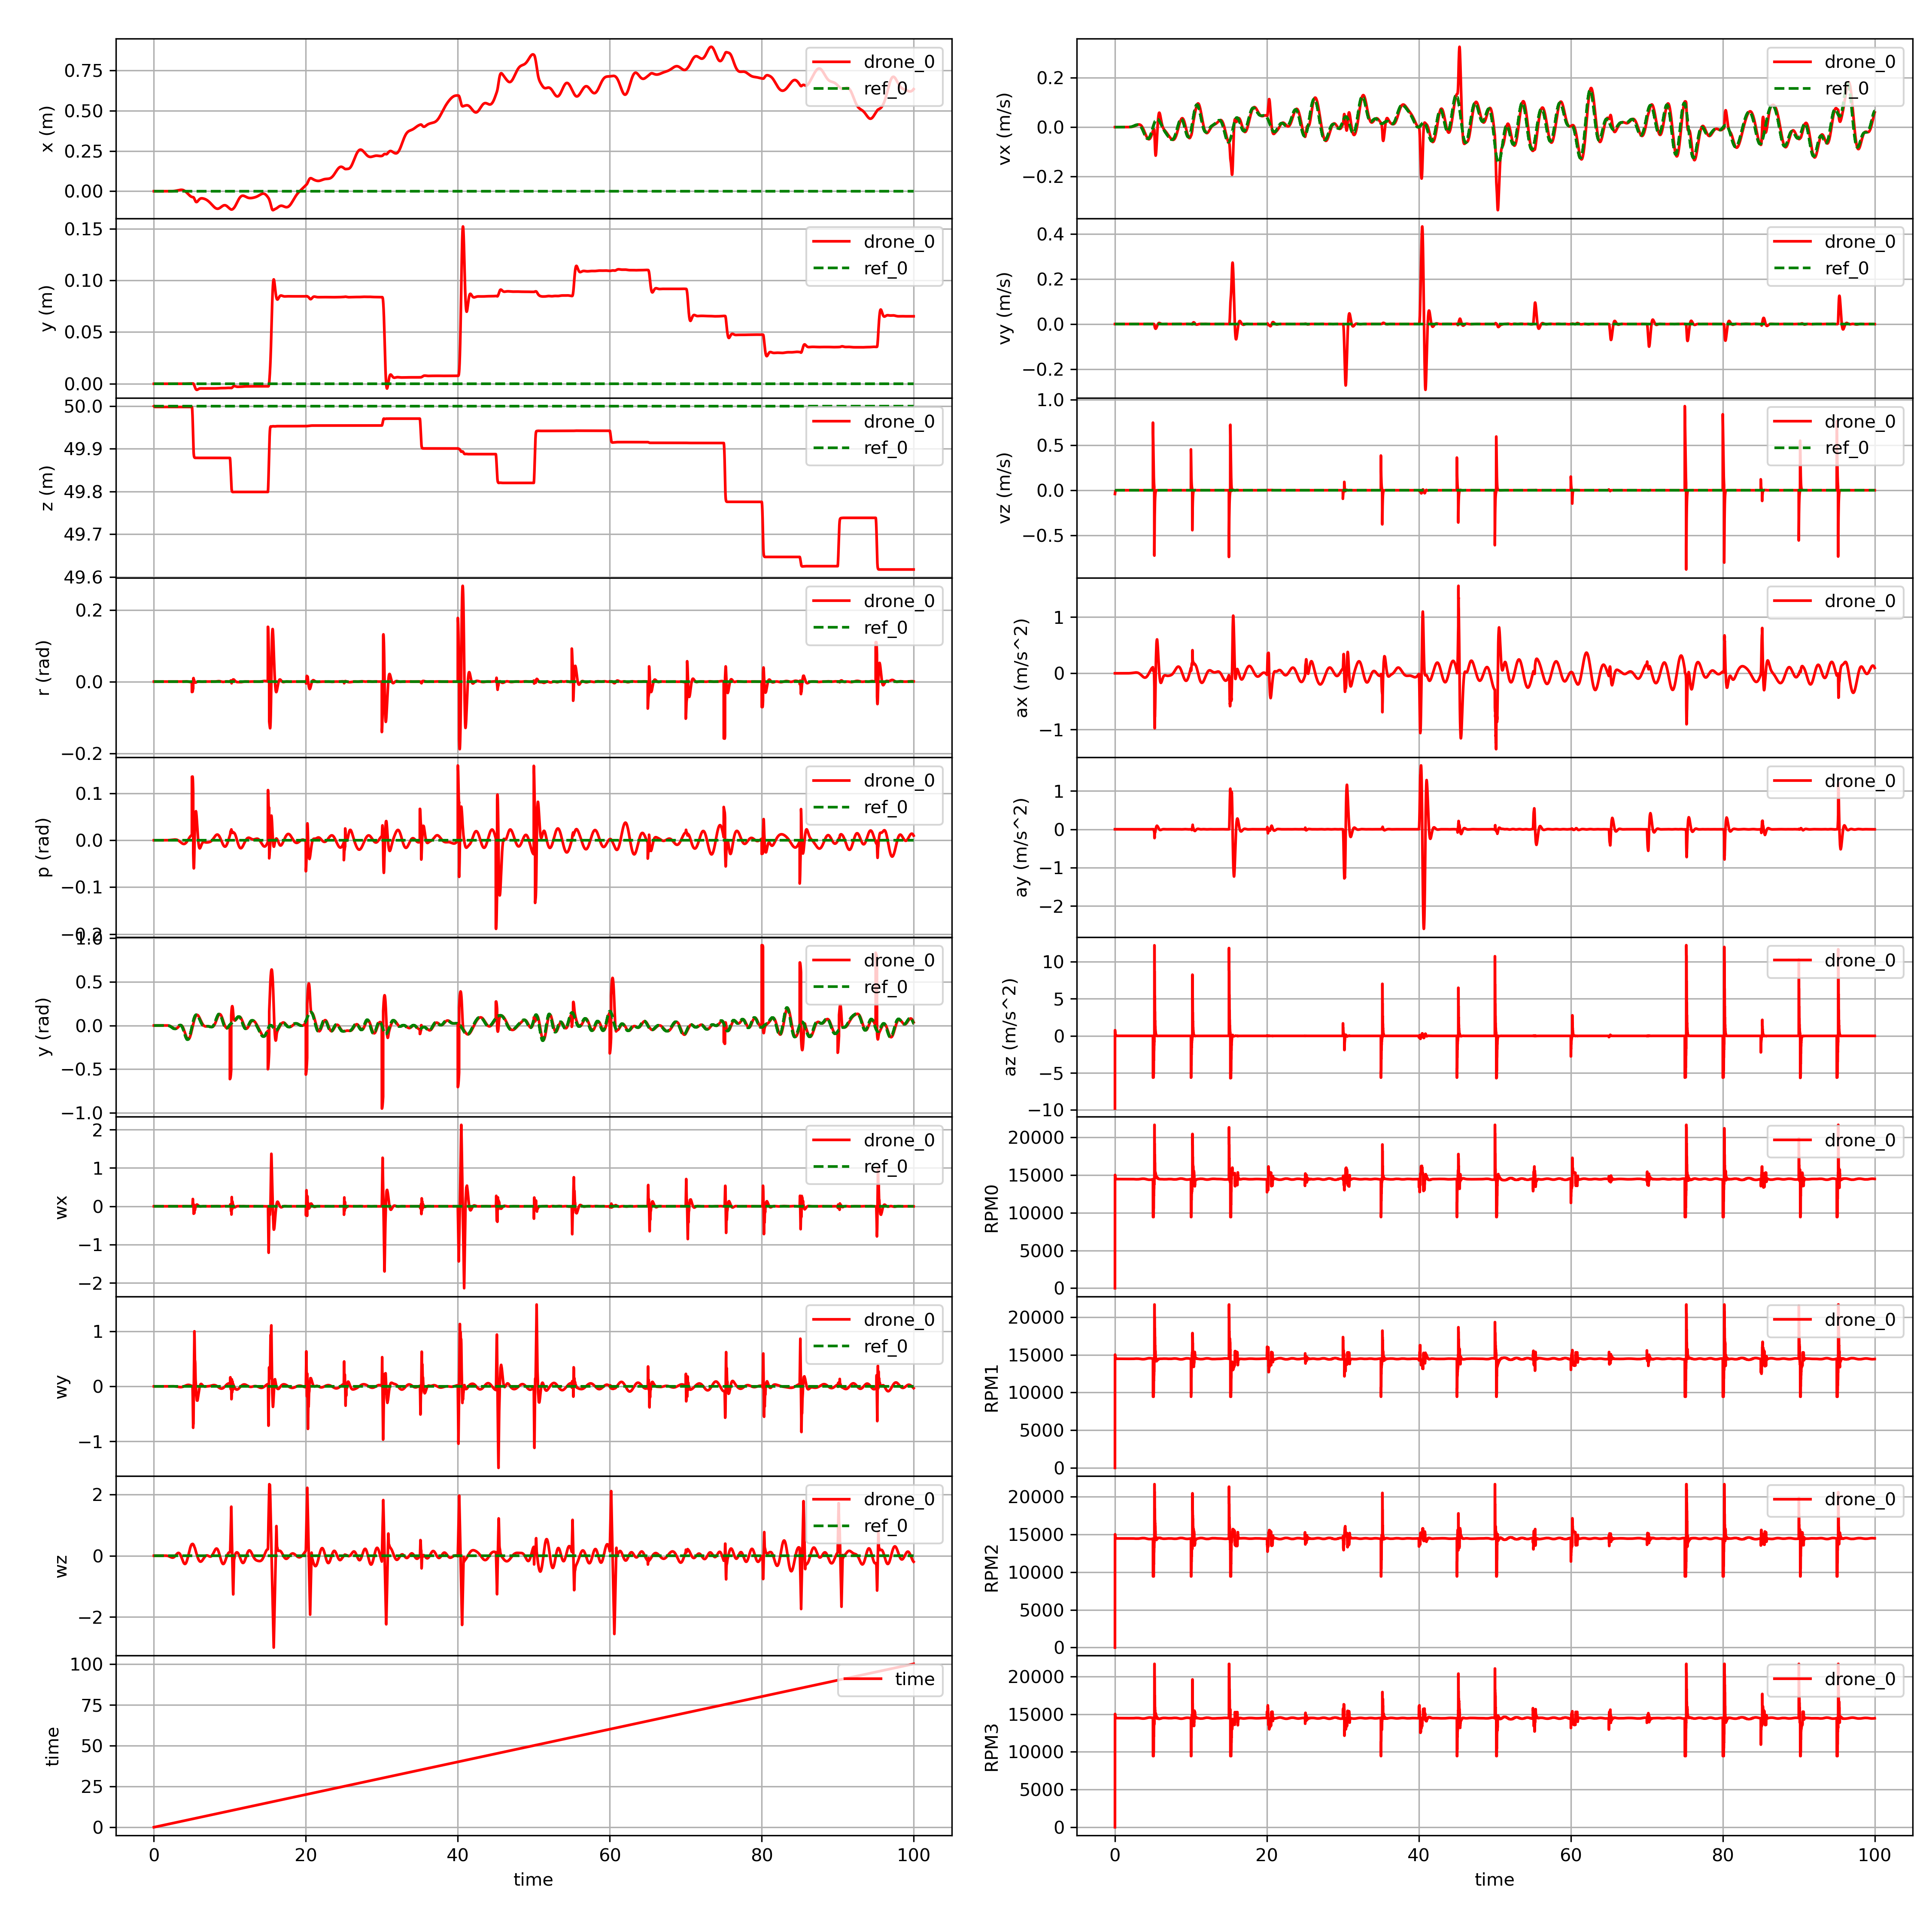 x (m)
0.75
0.50
0.25
0.00
drone_0
ref_0
y (m)
0.15
0.10
0.05
0.00
drone_0
ref_0
z (m)
50.0
49.9
49.8
49.7
49.6
drone_0
ref_0
r (rad)
0.2
0.0
−0.2
drone_0
ref_0
p (rad)
0.1
0.0
−0.1
−0.2
drone_0
ref_0
y (rad)
1.0
0.5
0.0
−0.5
−1.0
drone_0
ref_0
wx
2
1
0
−1
−2
drone_0
ref_0
wy
1
0
−1
drone_0
ref_0
wz
2
0
−2
drone_0
ref_0
time
100
75
50
25
0
time
0 20 40 60 80 100
time
vx (m/s)
0.2
0.0
−0.2
drone_0
ref_0
vy (m/s)
0.4
0.2
0.0
−0.2
drone_0
ref_0
vz (m/s)
1.0
0.5
0.0
−0.5
drone_0
ref_0
ax (m/s^2)
1
0
−1
drone_0
ay (m/s^2)
1
0
−1
−2
drone_0
az (m/s^2)
10
5
0
−5
−10
drone_0
RPM0
20000
15000
10000
5000
0
drone_0
RPM1
20000
15000
10000
5000
0
drone_0
RPM2
20000
15000
10000
5000
0
drone_0
RPM3
20000
15000
10000
5000
0
drone_0
0 20 40 60 80 100
time